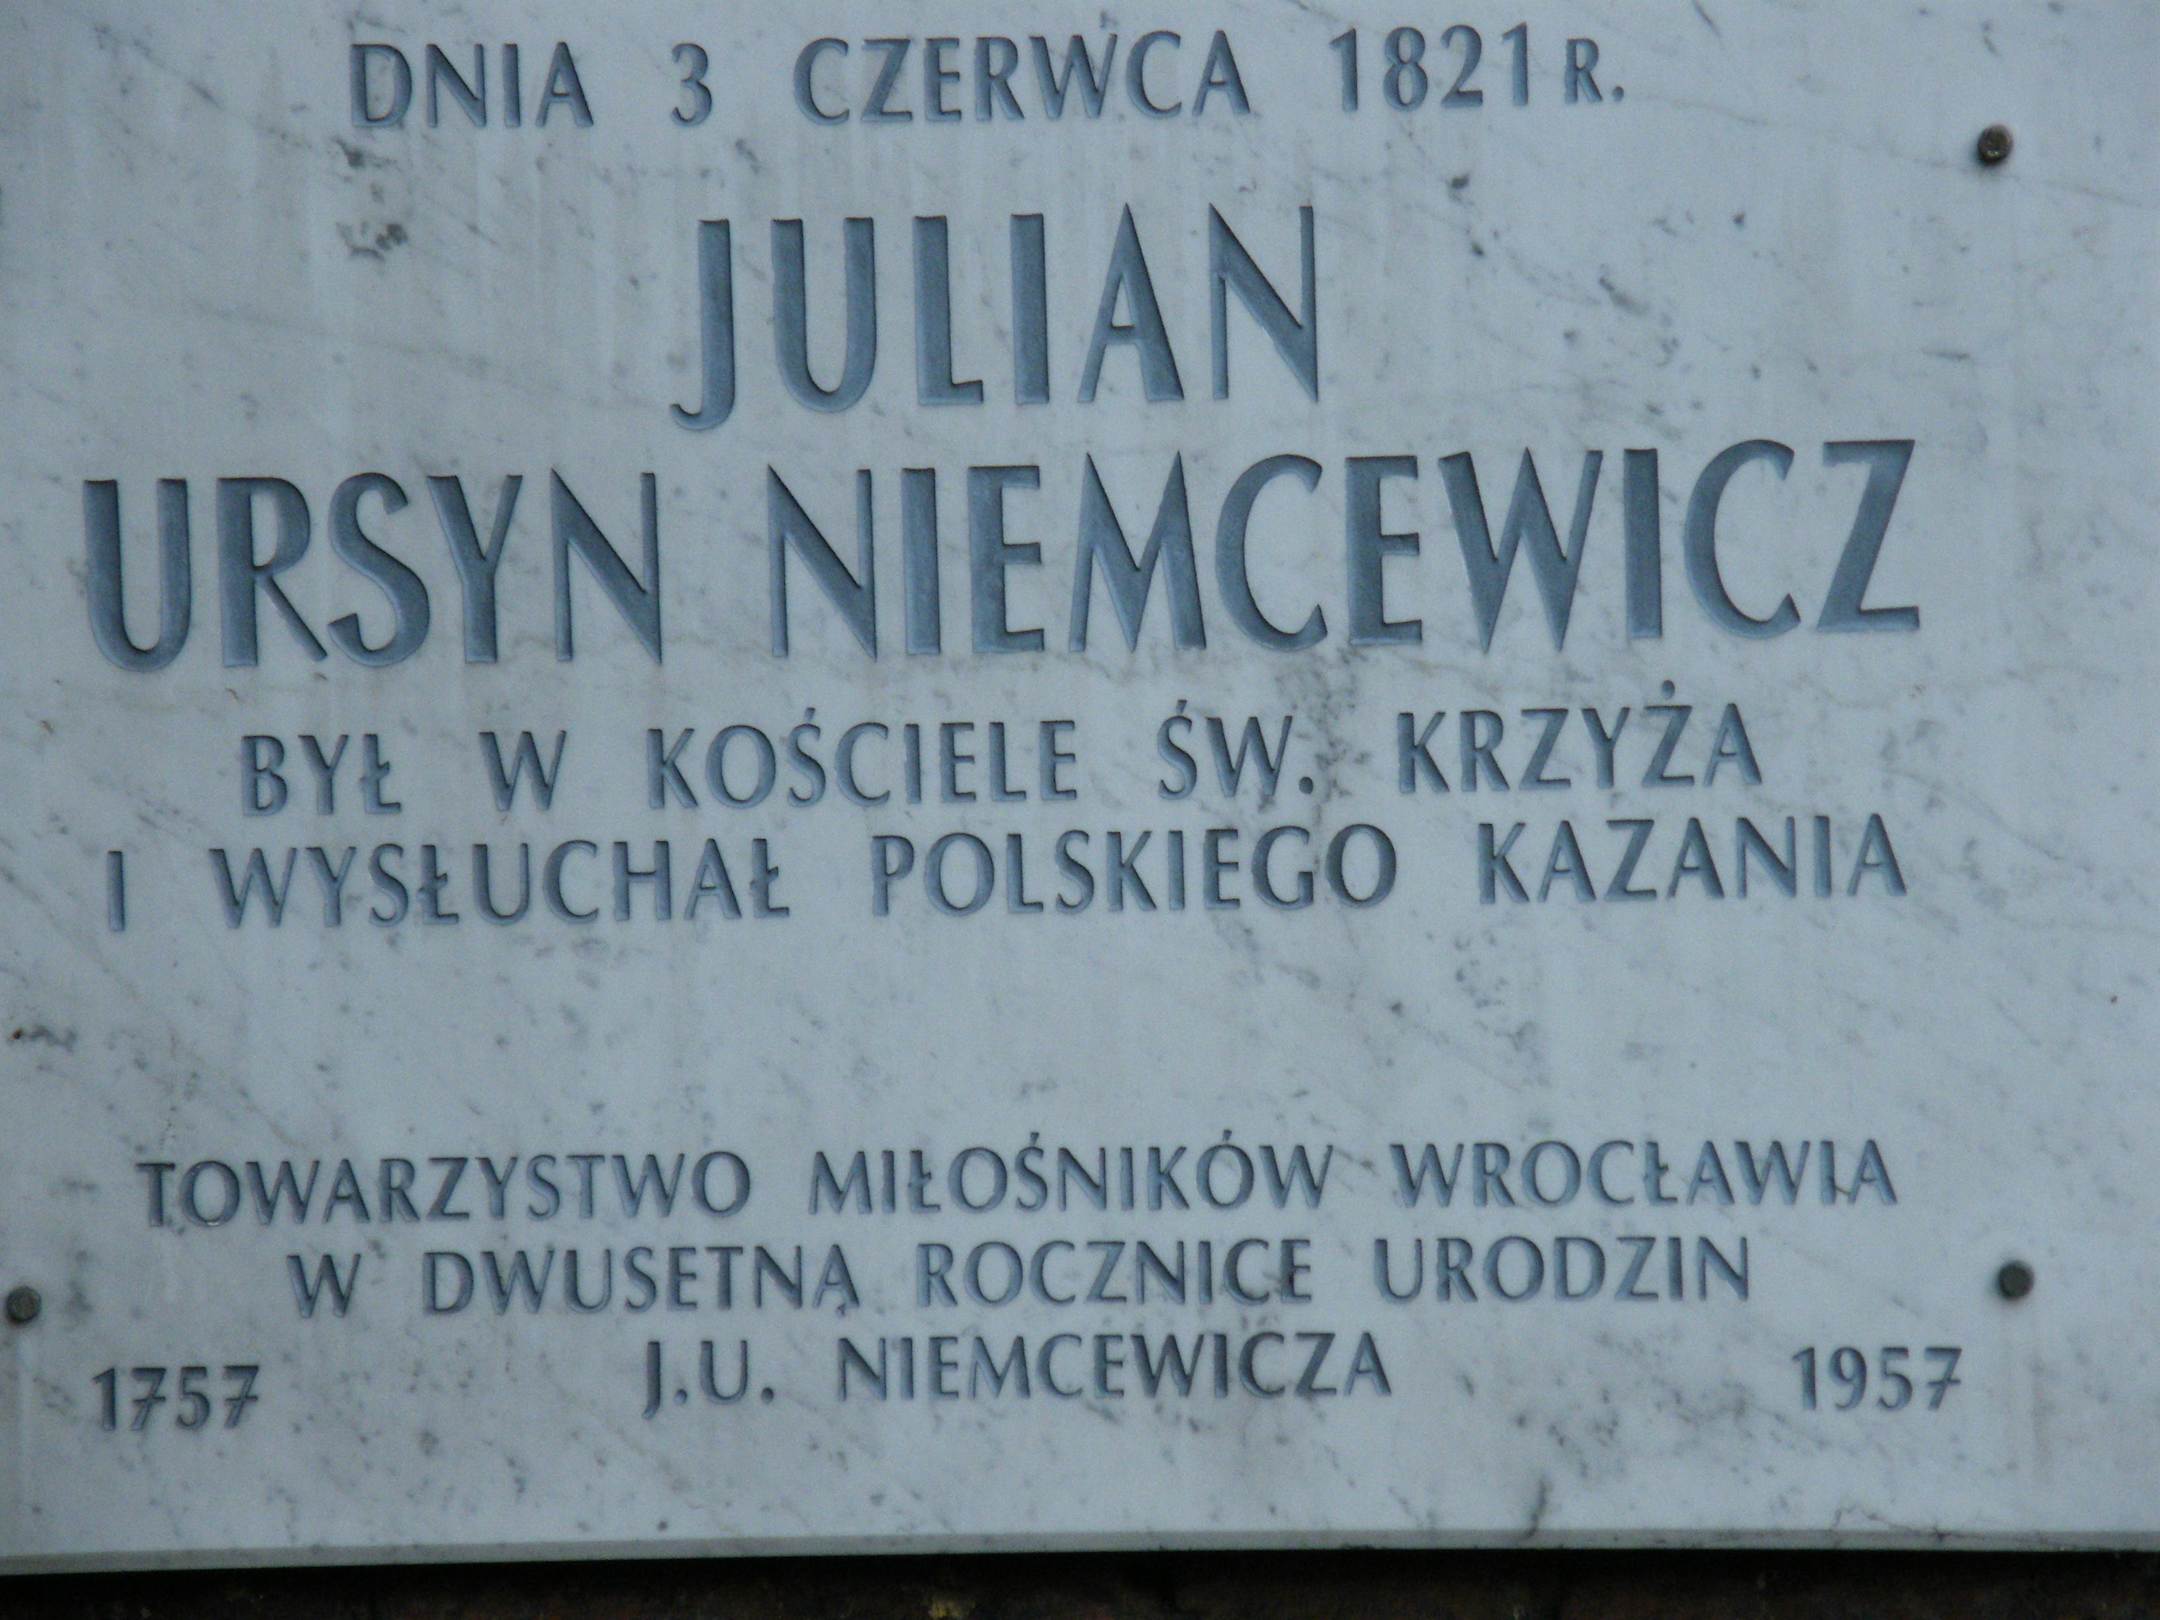 DNIA 3 CZERWCA 1821 R.
JULIAN
URSYN NIEMCEWICZ
BYŁ W KOŚCIELE ŚW. KRZYŻA
I WYSŁUCHAŁ POLSKIEGO KAZANIA
TOWARZYSTWO MIŁOŚNIKÓW WROCŁAWIA
W DWUSETNĄ ROCZNICE URODZIN
1757 J.U. NIEMCEWICZA 1957